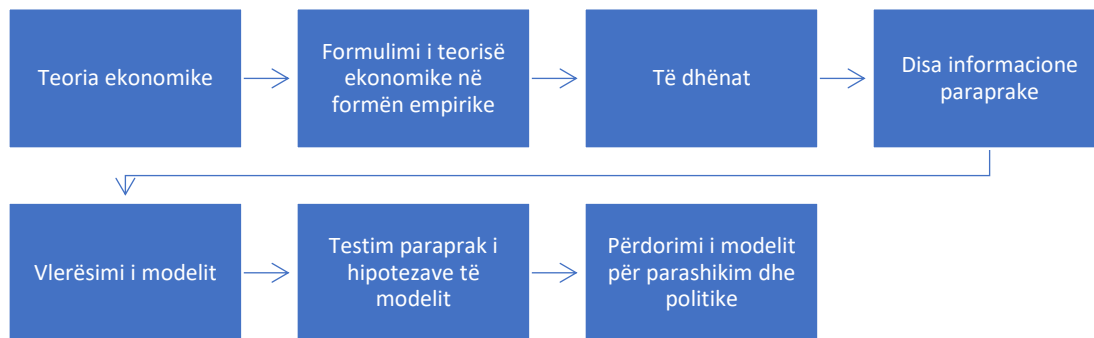 Teoria ekonomike
Formulimi i teorisë
ekonomike në
formën empirike
Të dhënat
Disa informacione
paraprake
Vlerësimi i modelit
Testim paraprak i
hipotezave të
modelit
Përdorimi i modelit
për parashikim dhe
politike